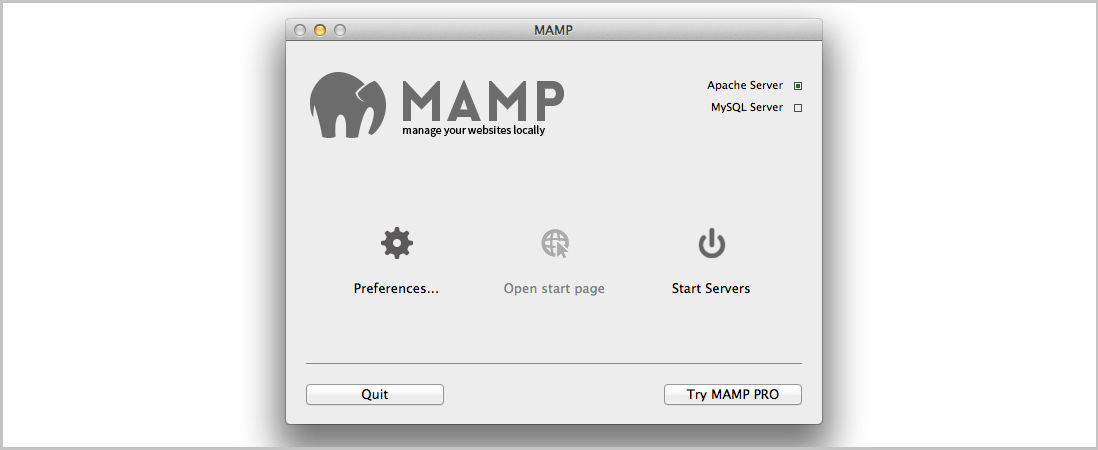 MAMP
MAMP
manage your websites locally
Apache Server
MySQL Server
Preferences...
Open start page
Start Servers
Quit
Try MAMP PRO